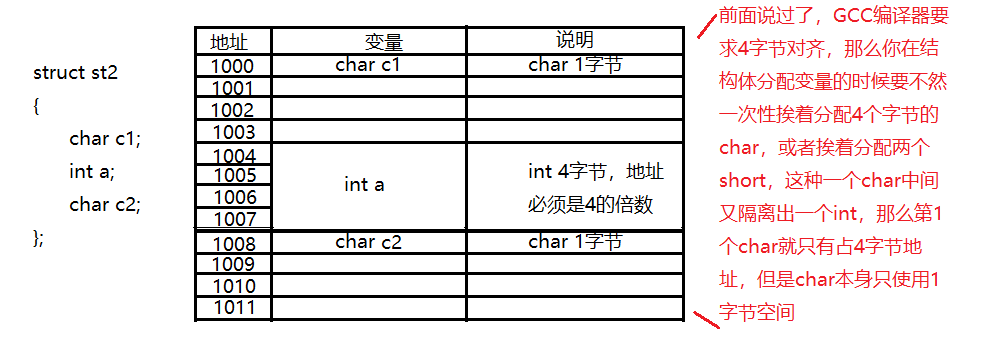 struct st2
{
char c1;
int a;
char c2;
};
地址 变量 说明
1000 char c1 char 1字节
1001
1002
1003
1004
1005
1006
1007
int a
int 4字节，地址
必须是4的倍数
1008 char c2 char 1字节
1009
1010
1011
前面说过了，GCC编译器要
求4字节对齐，那么你在结
构体分配变量的时候要不然
一次性挨着分配4个字节的
char，或者挨着分配两个
short，这种一个char中间
又隔离出一个int，那么第1
个char就只有占4字节地
址，但是char本身只使用1
字节空间